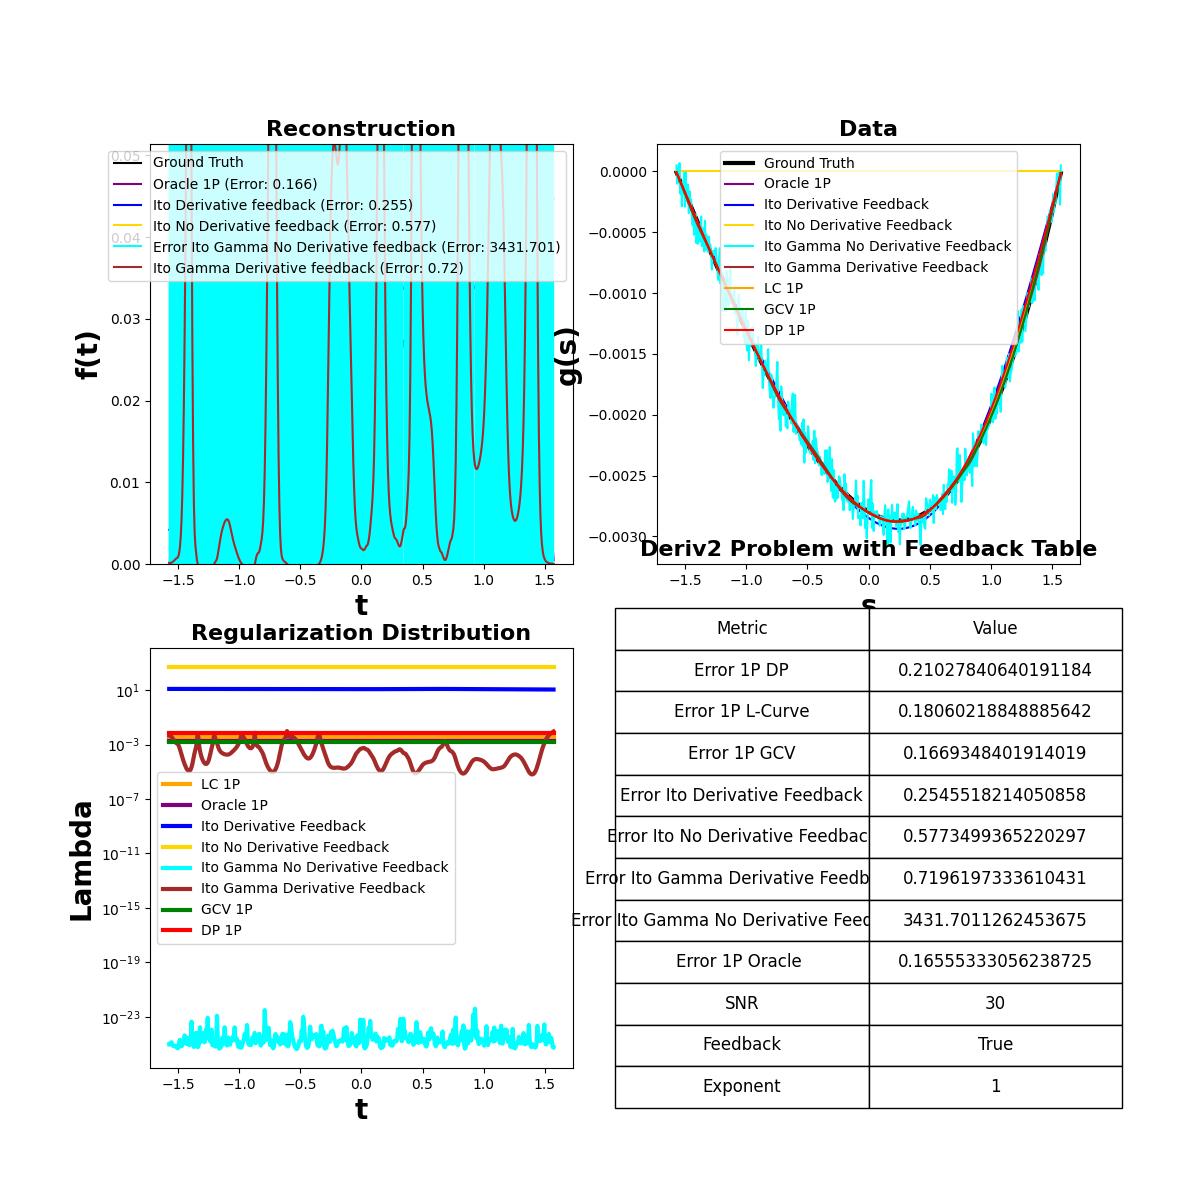 Reconstruction
0.05
0.04
0.03
0.02
0.01
0.00
f(t)
Ground Truth
Oracle 1P (Error: 0.166)
Ito Derivative feedback (Error: 0.255)
Ito No Derivative feedback (Error: 0.577)
Error Ito Gamma No Derivative feedback (Error: 3431.701)
Ito Gamma Derivative feedback (Error: 0.72)
−1.5 −1.0 −0.5 0.0 0.5 1.0 1.5
t
Data
0.0000
−0.0005
−0.0010
−0.0015
−0.0020
−0.0025
−0.0030
g(s)
Ground Truth
Oracle 1P
Ito Derivative Feedback
Ito No Derivative Feedback
Ito Gamma No Derivative Feedback
Ito Gamma Derivative Feedback
LC 1P
GCV 1P
DP 1P
−1.5 −1.0 −0.5 0.0 0.5 1.0 1.5
s
Regularization Distribution
10^1
10^−3
10^−7
10^−11
10^−15
10^−19
10^−23
Lambda
LC 1P
Oracle 1P
Ito Derivative Feedback
Ito No Derivative Feedback
Ito Gamma No Derivative Feedback
Ito Gamma Derivative Feedback
GCV 1P
DP 1P
−1.5 −1.0 −0.5 0.0 0.5 1.0 1.5
t
Deriv2 Problem with Feedback Table
Metric Value
Error 1P DP 0.21027840640191184
Error 1P L-Curve 0.18060218848885642
Error 1P GCV 0.1669348401914019
Error Ito Derivative Feedback 0.2545518214050858
Error Ito No Derivative Feedbac 0.5773499365220297
Error Ito Gamma Derivative Feedb 0.7196197333610431
Error Ito Gamma No Derivative Feed 3431.7011262453675
Error 1P Oracle 0.16555333056238725
SNR 30
Feedback True
Exponent 1